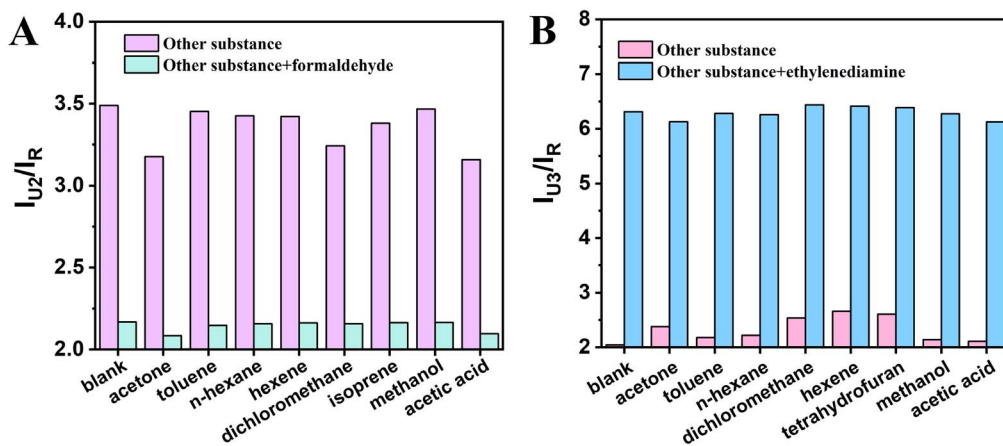 A
4.0
3.5
3.0
2.5
2.0
I_U2/I_R
Other substance
Other substance+formaldehyde
blank
acetone
toluene
n-hexane
hexene
dichloromethane
isoprene
methanol
acetic acid
B
8
7
6
5
4
3
2
I_U3/I_R
Other substance
Other substance+ethylenediamine
blank
acetone
toluene
n-hexane
dichloromethane
hexene
tetrahydrofuran
methanol
acetic acid